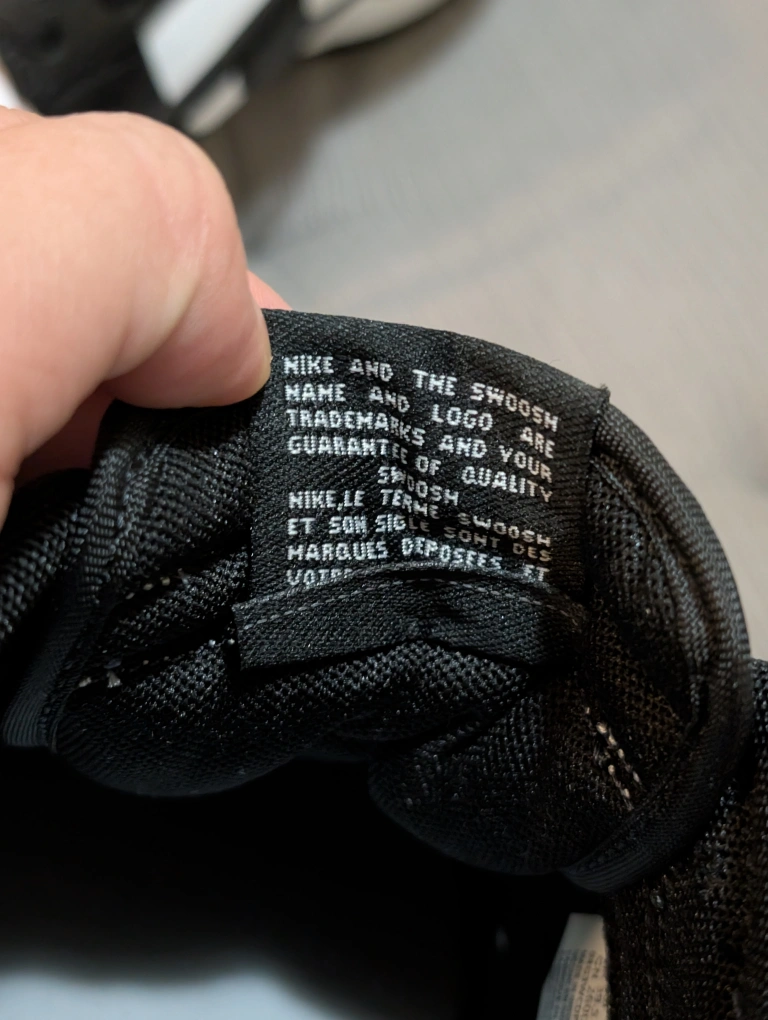 NIKE AND THE SWOOSH
NAME AND LOGO ARE
TRADEMARKS AND YOUR
GUARANTEE OF QUALITY
SWOOSH
NIKE,LE TERME SWOOSH
ET SON SIGLE SONT DES
MARQUES DEPOSEES ET